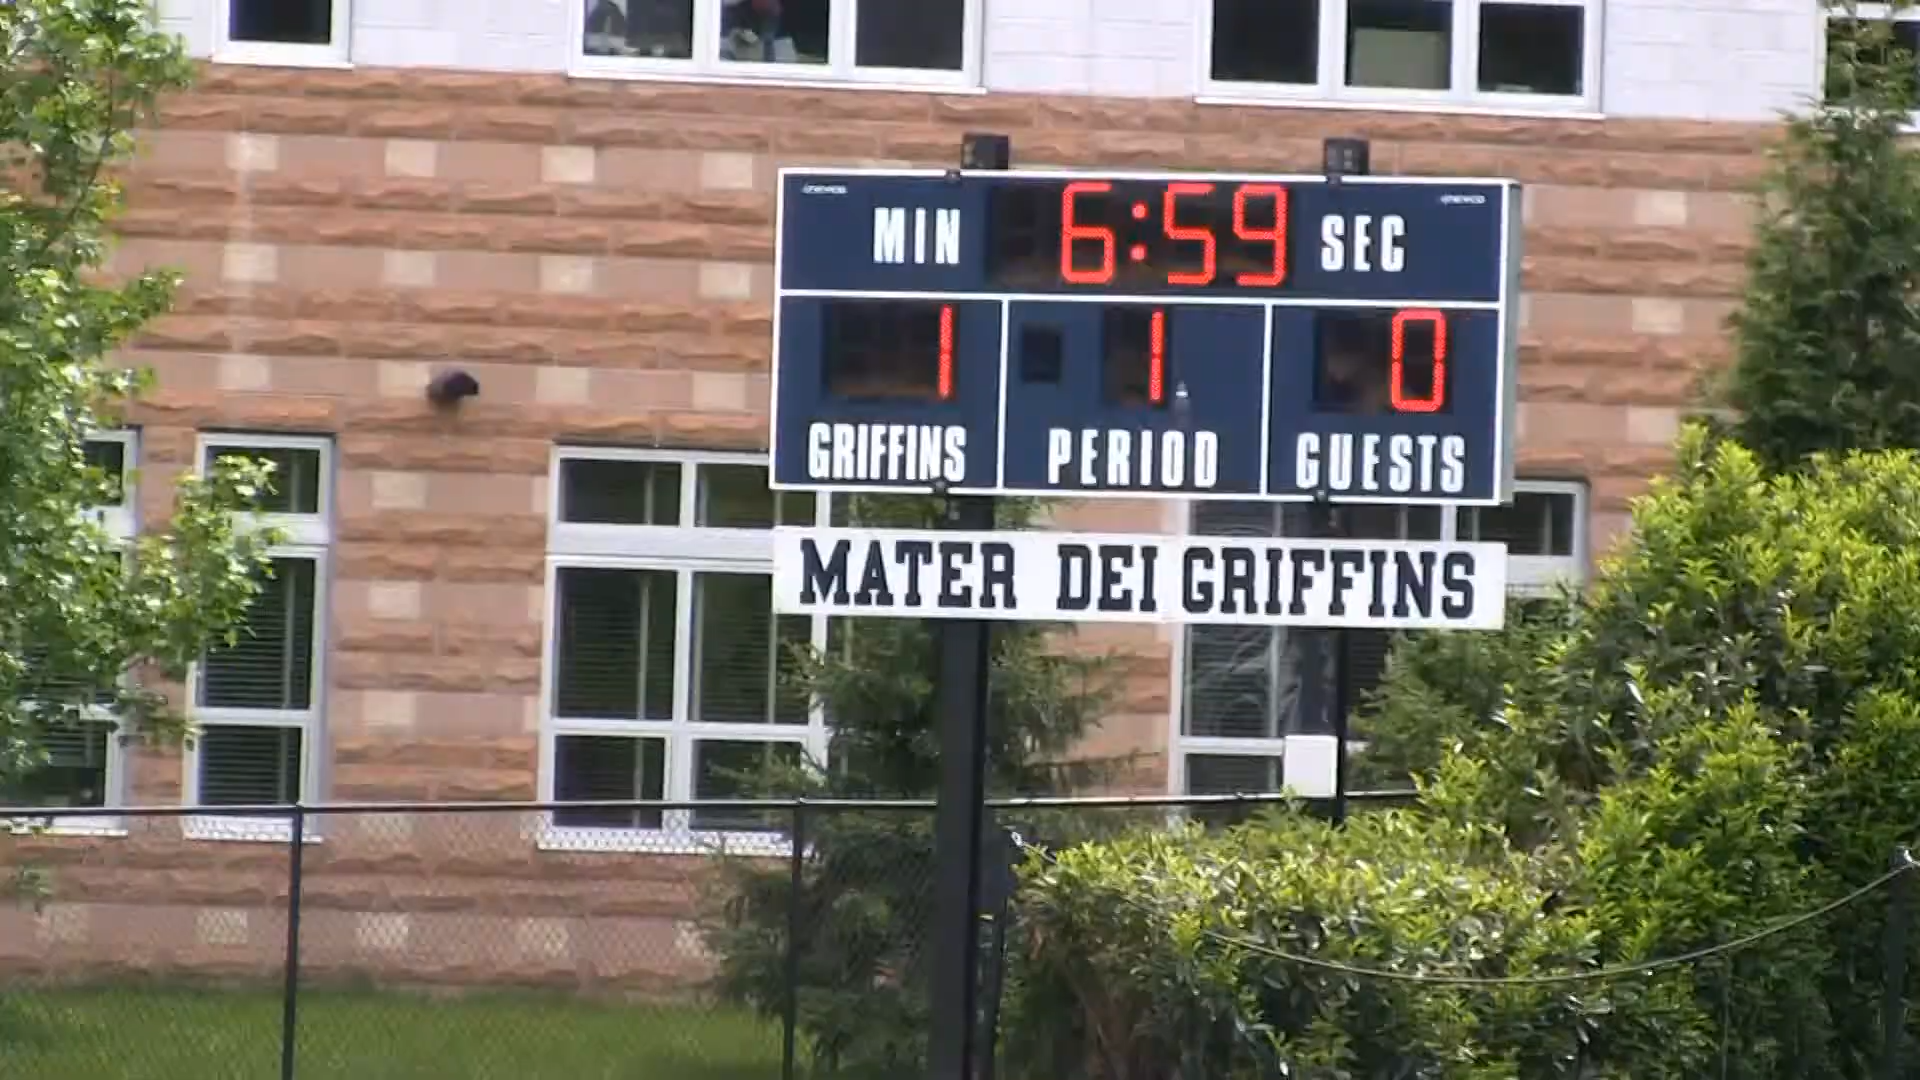 MIN 6:59 SEC
1 1 0
GRIFFINS PERIOD GUESTS
MATER DEI GRIFFINS